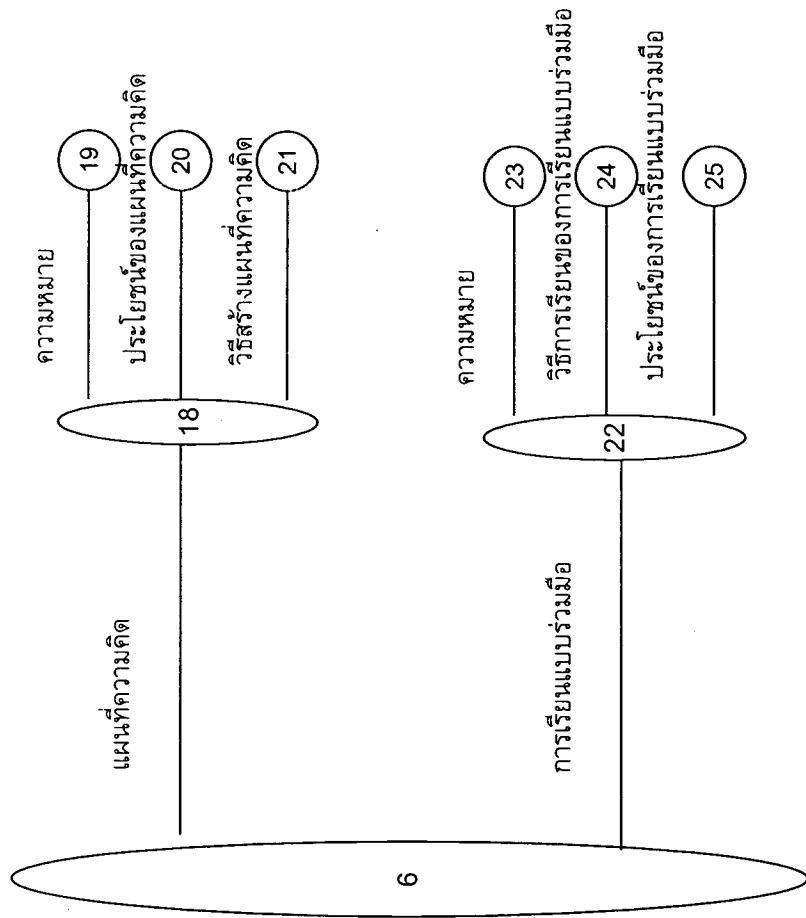 6
แผนที่ความคิด
18
ความหมาย
19
ประโยชน์ของแผนที่ความคิด
20
วิธีสร้างแผนที่ความคิด
21
การเรียนแบบร่วมมือ
22
ความหมาย
23
วิธีการเรียนของการเรียนแบบร่วมมือ
24
ประโยชน์ของการเรียนแบบร่วมมือ
25